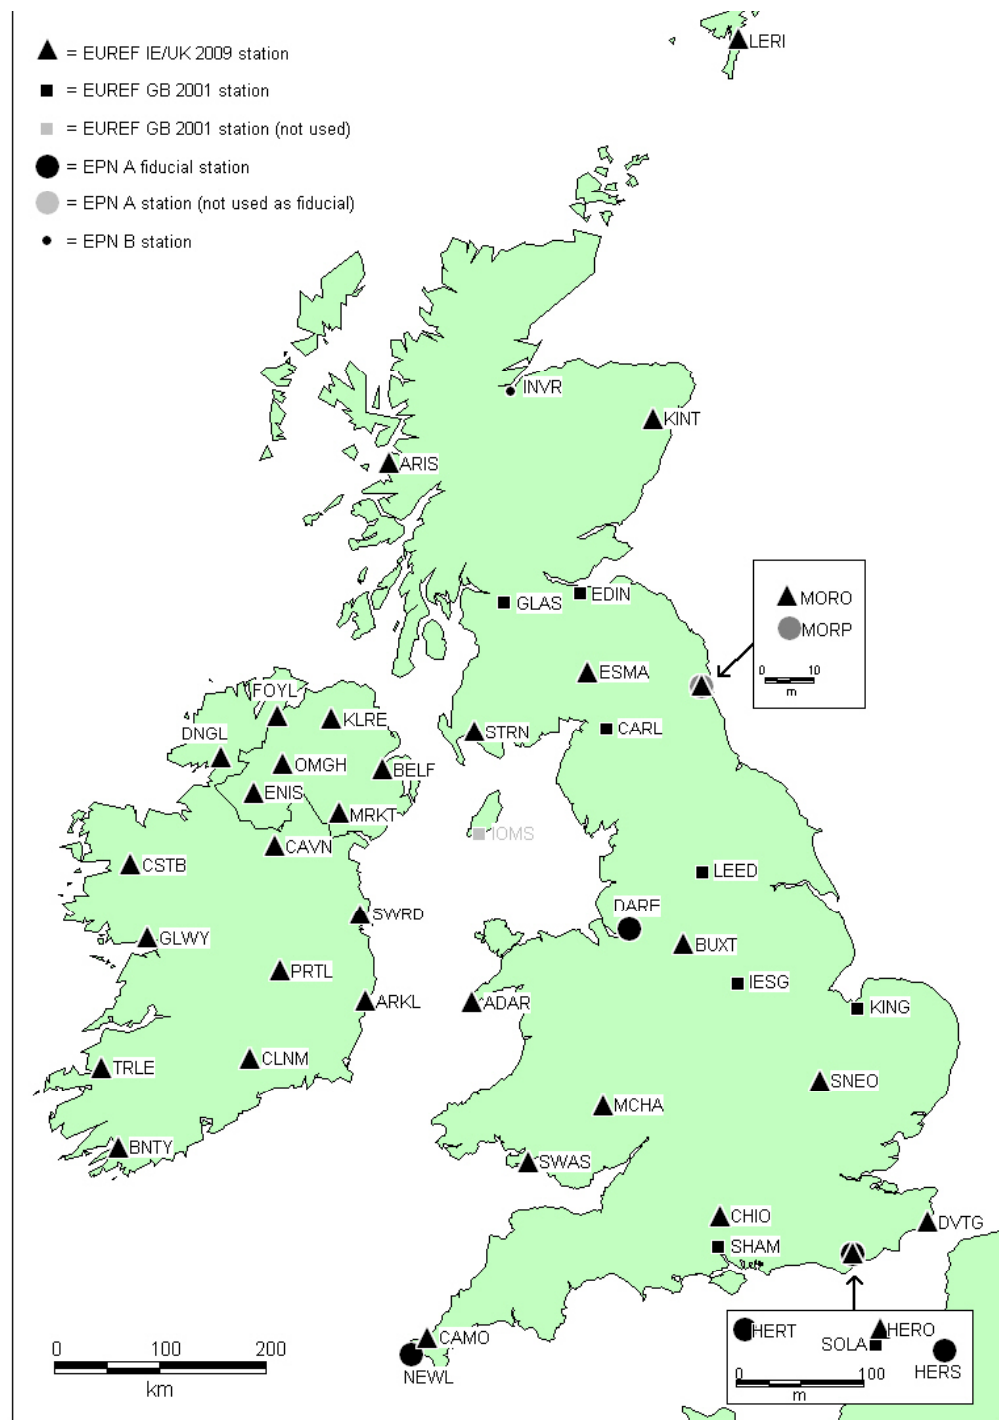 = EUREF IE/UK 2009 station
= EUREF GB 2001 station
= EUREF GB 2001 station (not used)
= EPN A fiducial station
= EPN A station (not used as fiducial)
= EPN B station
LERI
INVR
KINT
ARIS
GLAS
EDIN
MORO
MORP
0 10
m
ESMA
FOYL
KLRE
DNGL
STRN
CARL
OMGH
BELF
ENIS
MRKT
IOMS
CAVN
CSTB
LEED
DARE
SWRD
GLWY
BUXT
PRTL
IESG
ARKL
ADAR
KING
CLNM
TRLE
SNEO
MCHA
BNTY
SWAS
CHIO
DVTG
SHAM
CAMO
NEWL
0 100 200
km
HERT
HERO
SOLA
HERS
0 100
m